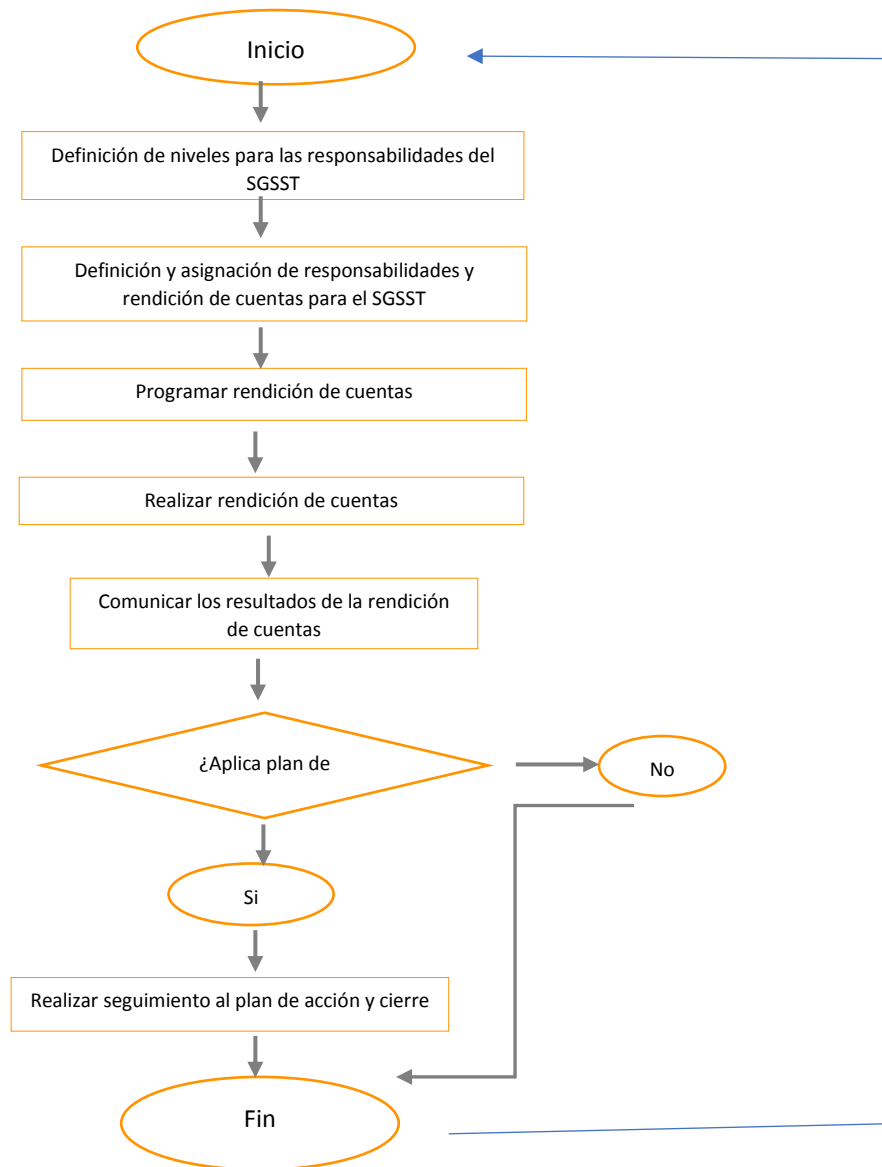 Inicio
Definición de niveles para las responsabilidades del
SGSST
Definición y asignación de responsabilidades y
rendición de cuentas para el SGSST
Programar rendición de cuentas
Realizar rendición de cuentas
Comunicar los resultados de la rendición
de cuentas
¿Aplica plan de
No
Si
Realizar seguimiento al plan de acción y cierre
Fin